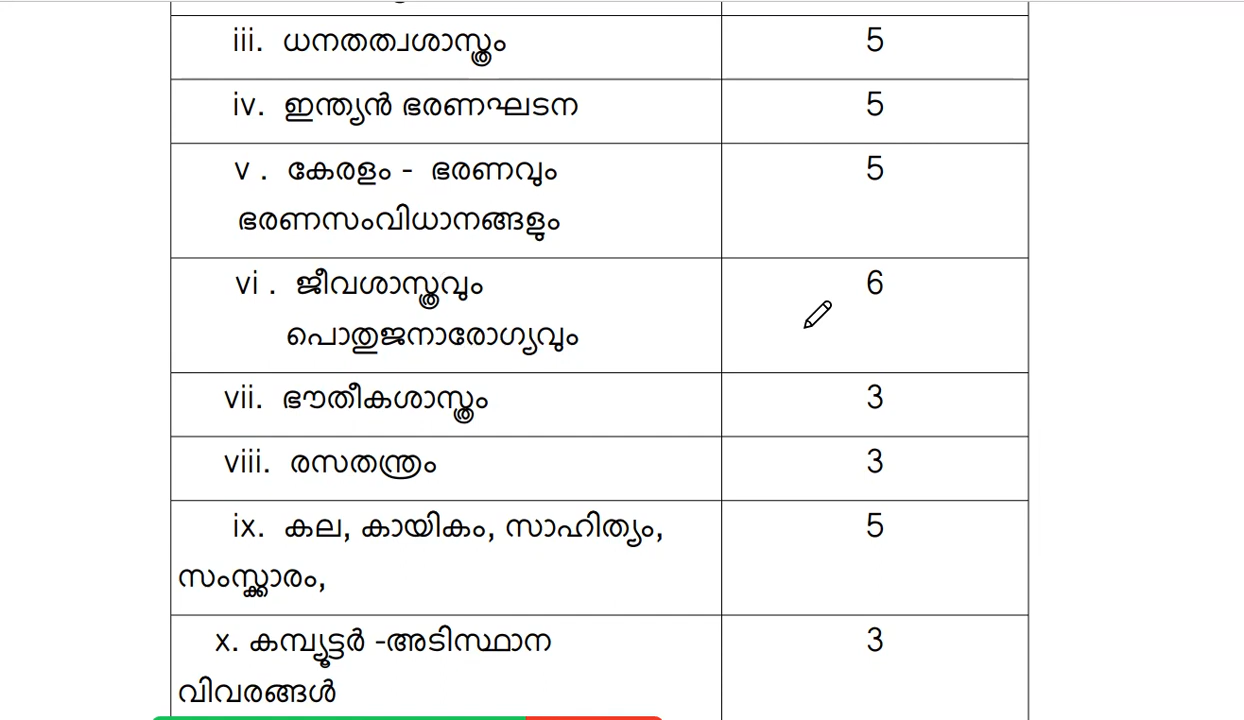 iii. ധനതത്വശാസ്ത്രം 5
iv. ഇന്ത്യൻ ഭരണഘടന 5
v . കേരളം - ഭരണവും 5
ഭരണസംവിധാനങ്ങളും
vi . ജീവശാസ്ത്രവും 6
പൊതുജനാരോഗ്യവും
vii. ഭൗതീകശാസ്ത്രം 3
viii. രസതന്ത്രം 3
ix. കല, കായികം, സാഹിത്യം, 5
സംസ്ക്കാരം,
x. കമ്പ്യൂട്ടർ -അടിസ്ഥാന 3
വിവരങ്ങൾ